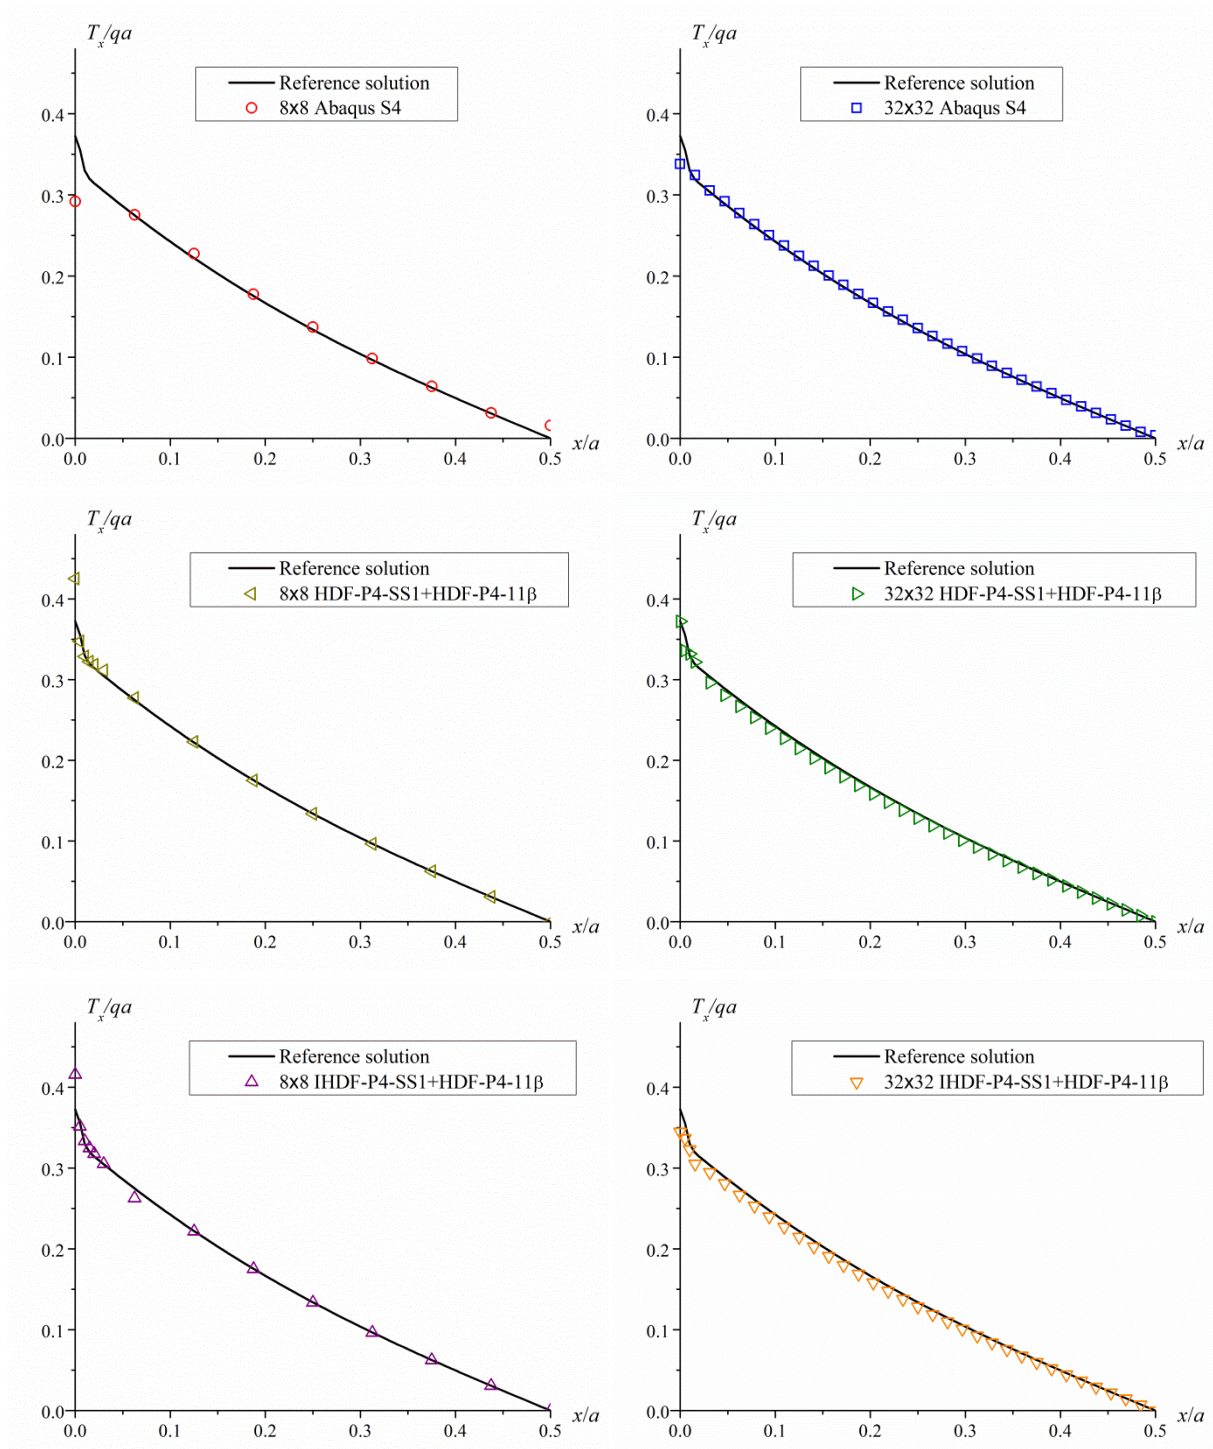 Tx/qa
Reference solution
8x8 Abaqus S4
0.4
0.3
0.2
0.1
0.0
0.0 0.1 0.2 0.3 0.4 0.5
x/a
Tx/qa
Reference solution
32x32 Abaqus S4
0.4
0.3
0.2
0.1
0.0
0.0 0.1 0.2 0.3 0.4 0.5
x/a
Tx/qa
Reference solution
8x8 HDF-P4-SS1+HDF-P4-11β
0.4
0.3
0.2
0.1
0.0
0.0 0.1 0.2 0.3 0.4 0.5
x/a
Tx/qa
Reference solution
32x32 HDF-P4-SS1+HDF-P4-11β
0.4
0.3
0.2
0.1
0.0
0.0 0.1 0.2 0.3 0.4 0.5
x/a
Tx/qa
Reference solution
8x8 IHDF-P4-SS1+HDF-P4-11β
0.4
0.3
0.2
0.1
0.0
0.0 0.1 0.2 0.3 0.4 0.5
x/a
Tx/qa
Reference solution
32x32 IHDF-P4-SS1+HDF-P4-11β
0.4
0.3
0.2
0.1
0.0
0.0 0.1 0.2 0.3 0.4 0.5
x/a